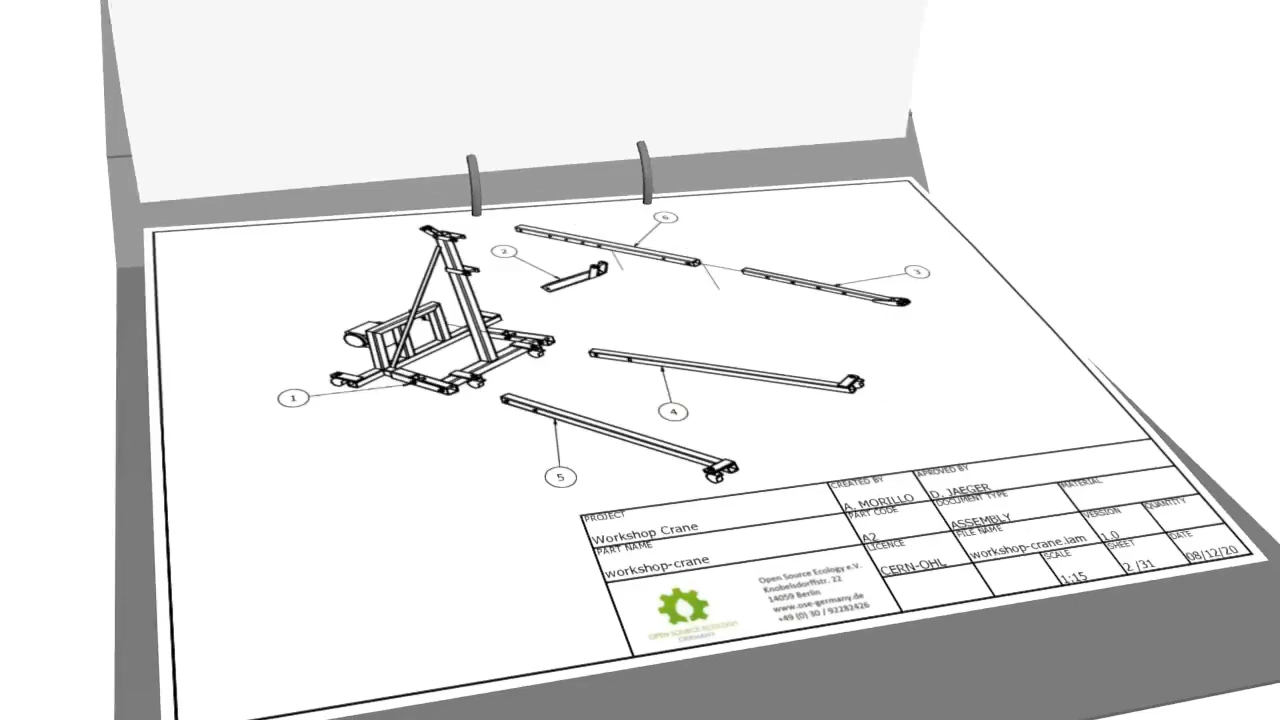 6
2
3
1
4
5
PROJECT
Workshop Crane
CREATED BY
A. MORILLO
APROVED BY
D. JAEGER
PART NAME
workshop-crane
PART CODE
A2
DOCUMENT TYPE
ASSEMBLY
MATERIAL
LICENCE
CERN-OHL
FILE NAME
workshop-crane.iam
VERSION
1.0
QUANTITY
SCALE
1:15
SHEET
2 /31
DATE
08/12/20
OPEN SOURCE ECOLOGY
GERMANY
Open Source Ecology e.V.
Knobelsdorffstr. 22
14059 Berlin
www.ose-germany.de
+49 (0) 30 / 92282426